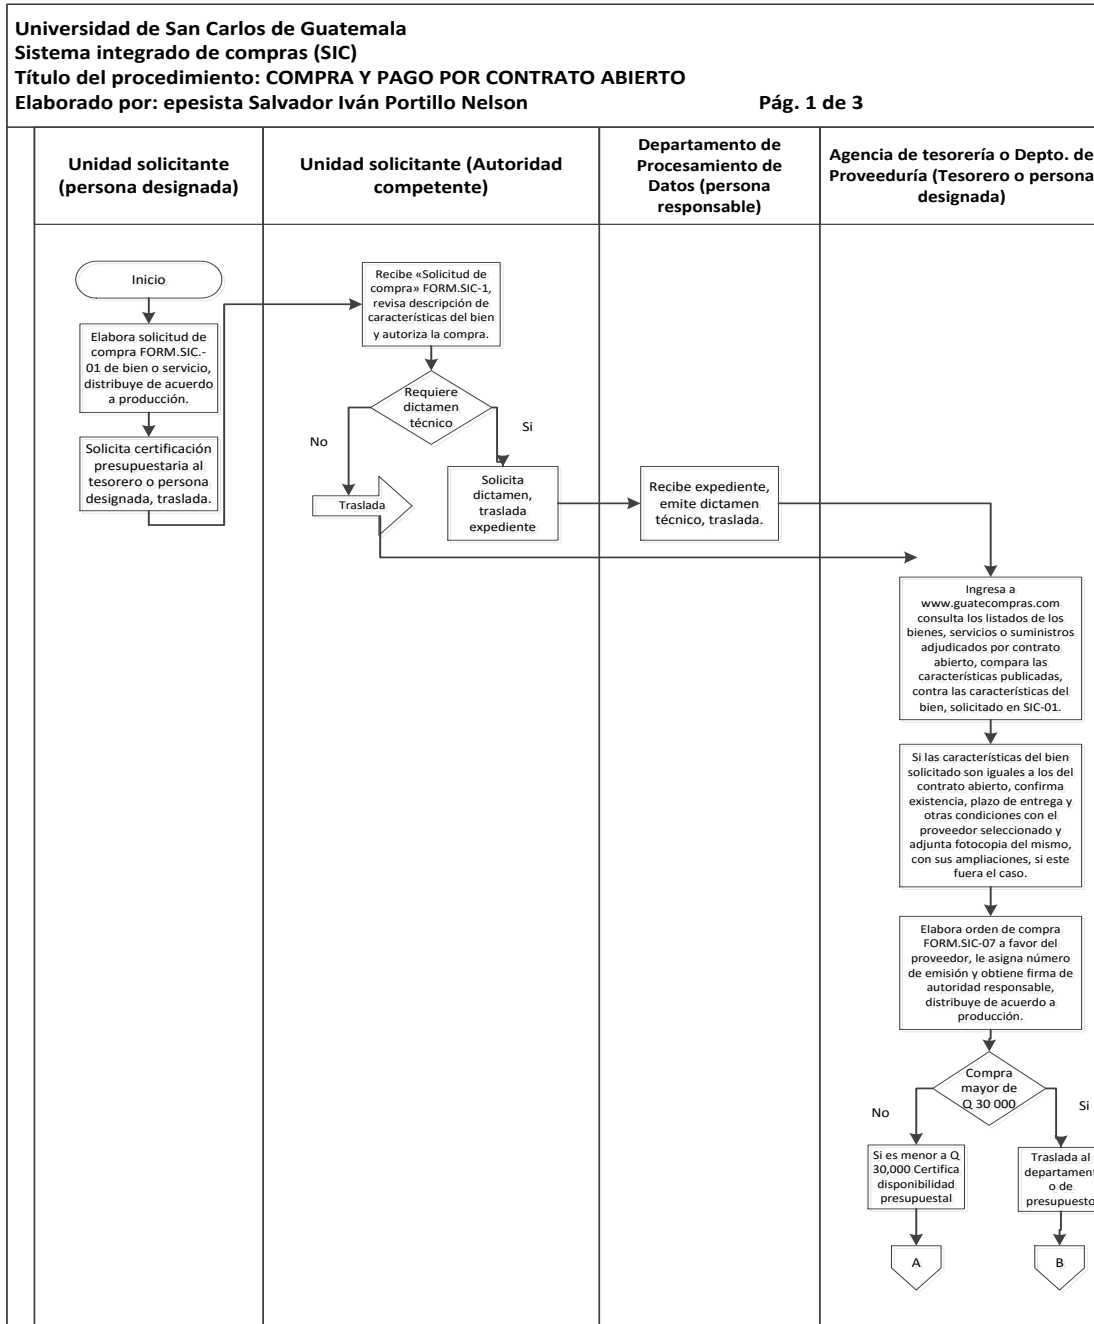 Universidad de San Carlos de Guatemala
Sistema integrado de compras (SIC)
Título del procedimiento: COMPRA Y PAGO POR CONTRATO ABIERTO
Elaborado por: epesista Salvador Iván Portillo Nelson Pág. 1 de 3
Unidad solicitante
(persona designada)
Unidad solicitante (Autoridad
competente)
Departamento de
Procesamiento de
Datos (persona
responsable)
Agencia de tesorería o Depto. de
Proveeduría (Tesorero o persona
designada)
Inicio
Elabora solicitud de
compra FORM.SIC.-
01 de bien o servicio,
distribuye de acuerdo
a producción.
Solicita certificación
presupuestaria al
tesorero o persona
designada, traslada.
Recibe «Solicitud de
compra» FORM.SIC-1,
revisa descripción de
características del bien
y autoriza la compra.
Requiere
dictamen
técnico
No
Si
Traslada
Solicita
dictamen,
traslada
expediente
Recibe expediente,
emite dictamen
técnico, traslada.
Ingresa a
www.guatecompras.com
consulta los listados de los
bienes, servicios o suministros
adjudicados por contrato
abierto, compara las
características publicadas,
contra las características del
bien, solicitado en SIC-01.
Si las características del bien
solicitado son iguales a los del
contrato abierto, confirma
existencia, plazo de entrega y
otras condiciones con el
proveedor seleccionado y
adjunta fotocopia del mismo,
con sus ampliaciones, si este
fuera el caso.
Elabora orden de compra
FORM.SIC-07 a favor del
proveedor, le asigna número
de emisión y obtiene firma de
autoridad responsable,
distribuye de acuerdo a
producción.
Compra
mayor de
Q 30 000
No
Si
Si es menor a Q
30,000 Certifica
disponibilidad
presupuestal
Traslada al
department
o de
presupuesto
A
B